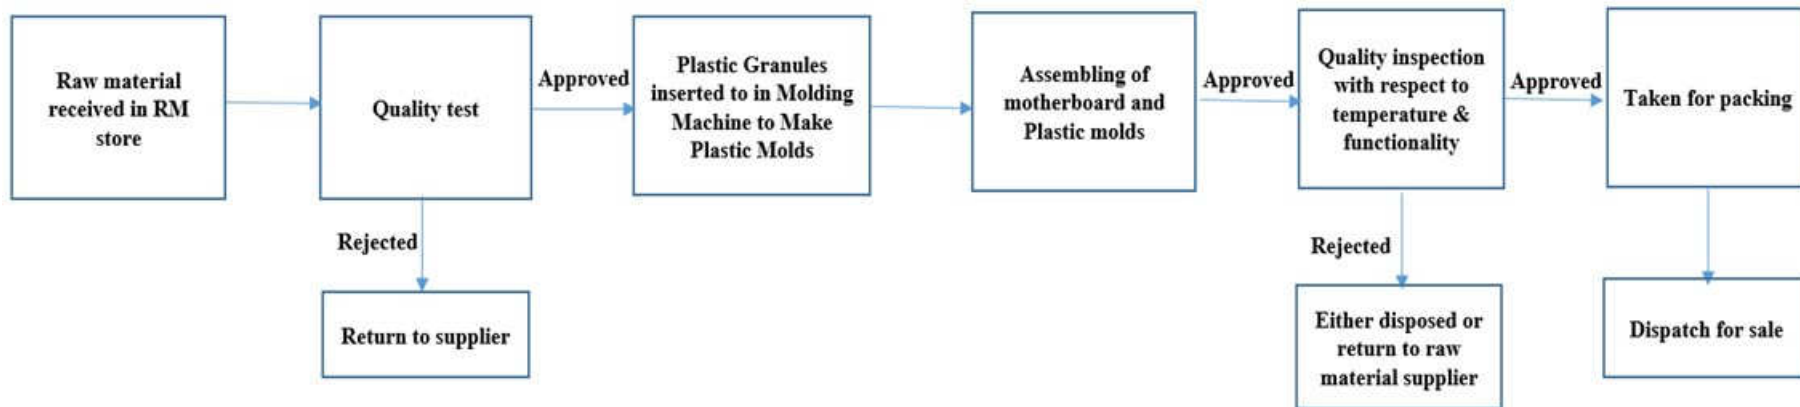 Raw material
received in RM
store
Quality test
Approved
Plastic Granules
inserted to in Molding
Machine to Make
Plastic Molds
Assembling of
motherboard and
Plastic molds
Approved
Quality inspection
with respect to
temperature &
functionality
Approved
Taken for packing
Rejected
Return to supplier
Rejected
Either disposed or
return to raw
material supplier
Dispatch for sale